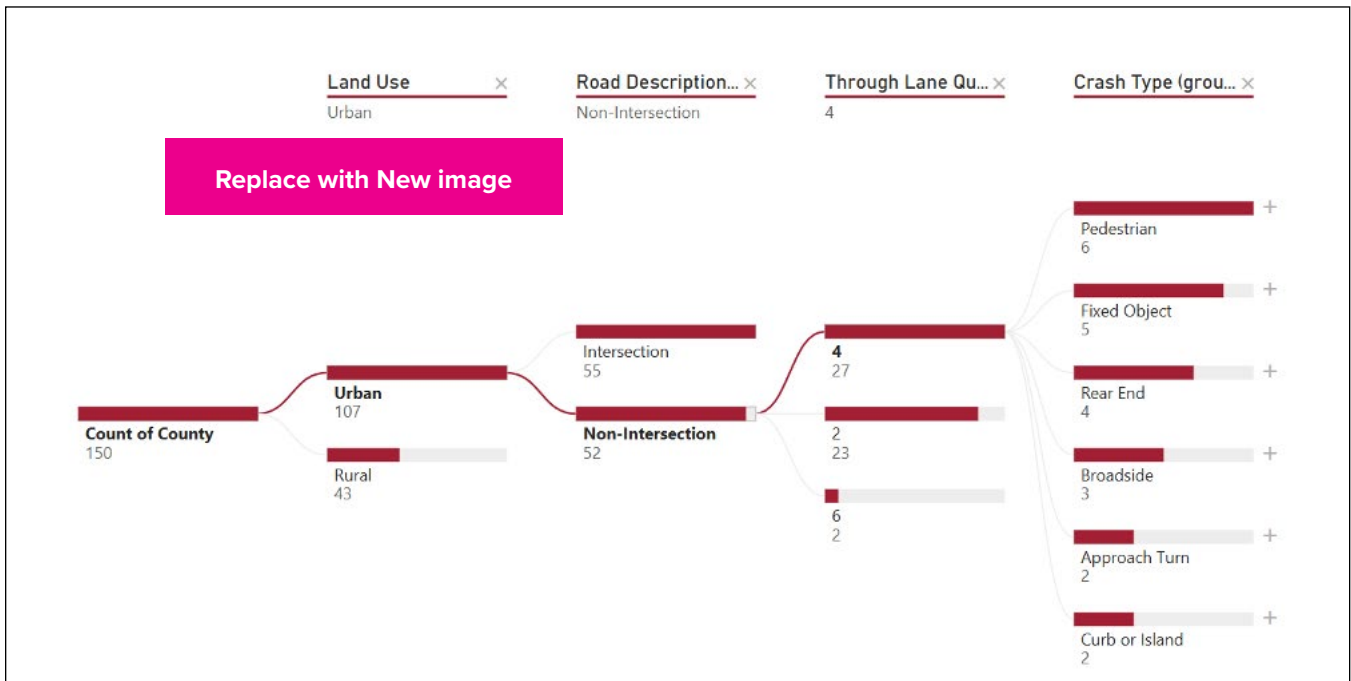 Land Use ×
Urban
Road Description... ×
Non-Intersection
Through Lane Qu... ×
4
Crash Type (grou... ×
Replace with New image
Count of County
150
Urban
107
Rural
43
Intersection
55
Non-Intersection
52
4
27
2
23
6
2
Pedestrian
6
Fixed Object
5
Rear End
4
Broadside
3
Approach Turn
2
Curb or Island
2